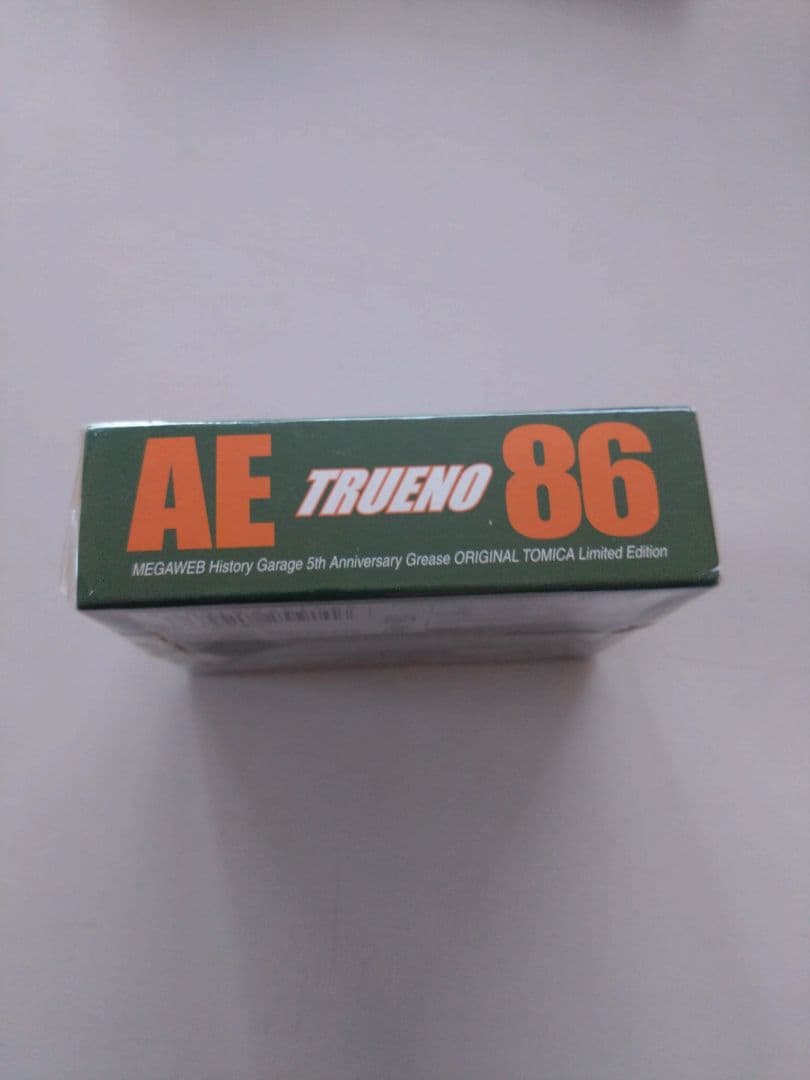 AE TRUENO 86
MEGAWEB History Garage 5th Anniversary Grease ORIGINAL TOMICA Limited Edition